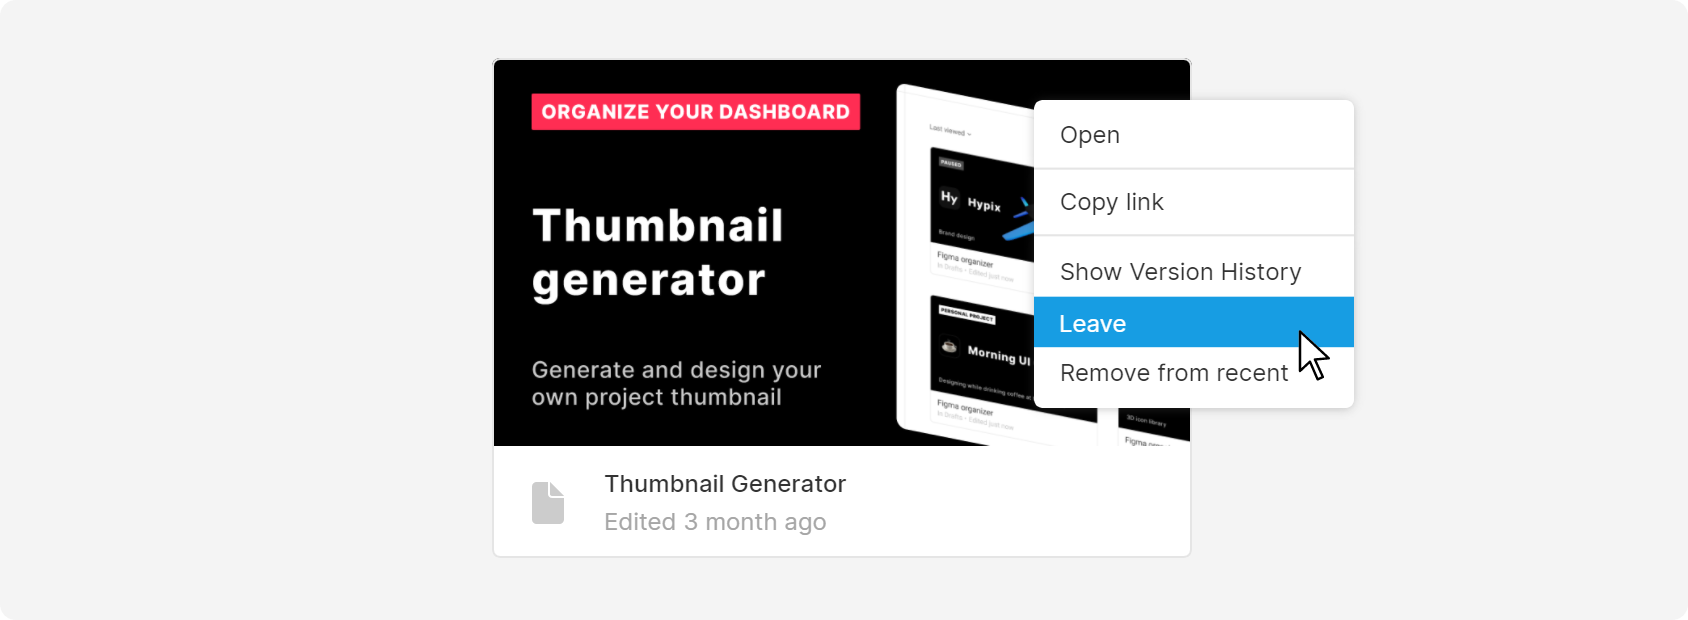 ORGANIZE YOUR DASHBOARD
Thumbnail
generator
Generate and design your
own project thumbnail
Last viewed
PAUSED
Hy Hypix
Brand design
Figma organizer
In Drafts • Edited just now
PERSONAL PROJECT
Morning UI
Designing while drinking coffee at
Figma organizer
In Drafts • Edited just now
3D icon library
Figma
Open
Copy link
Show Version History
Leave
Remove from recent
Thumbnail Generator
Edited 3 month ago